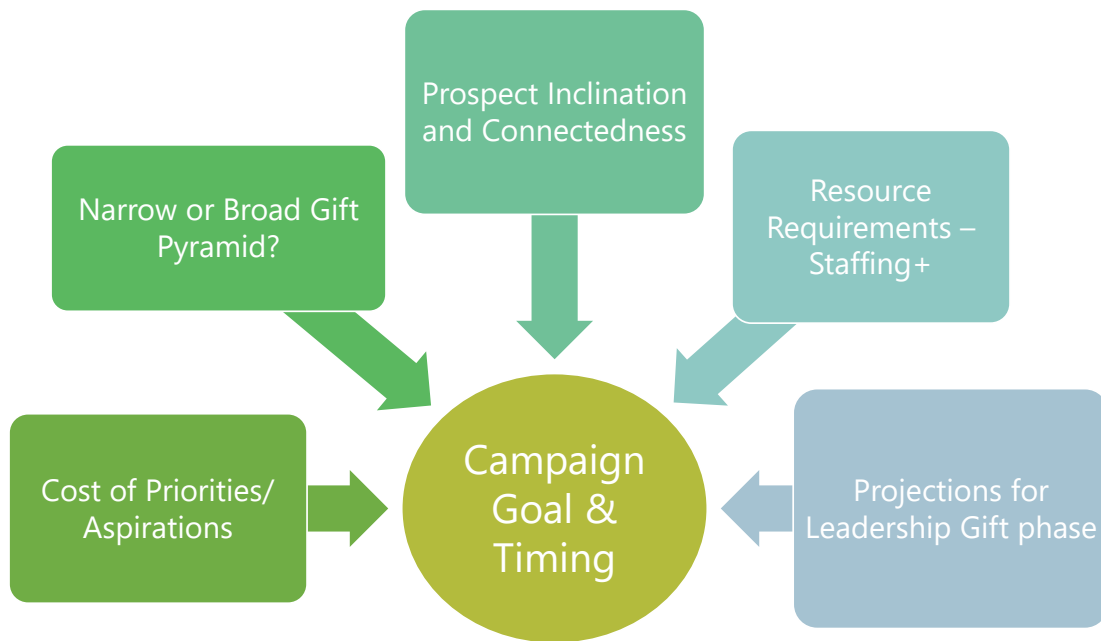 Prospect Inclination
and Connectedness
Narrow or Broad Gift
Pyramid?
Resource
Requirements –
Staffing+
Cost of Priorities/
Aspirations
Campaign
Goal &
Timing
Projections for
Leadership Gift phase